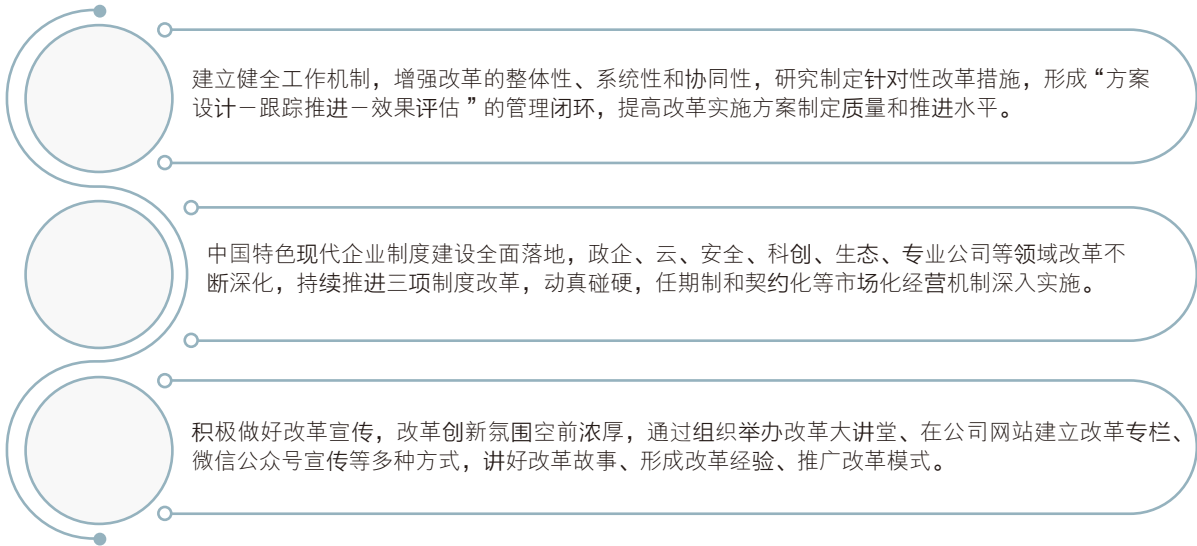 建立健全工作机制，增强改革的整体性、系统性和协同性，研究制定针对性改革措施，形成“方案
设计－跟踪推进－效果评估 ”的管理闭环，提高改革实施方案制定质量和推进水平。
中国特色现代企业制度建设全面落地，政企、云、安全、科创、生态、专业公司等领域改革不
断深化，持续推进三项制度改革，动真碰硬，任期制和契约化等市场化经营机制深入实施。
积极做好改革宣传，改革创新氛围空前浓厚，通过组织举办改革大讲堂、在公司网站建立改革专栏、
微信公众号宣传等多种方式，讲好改革故事、形成改革经验、推广改革模式。